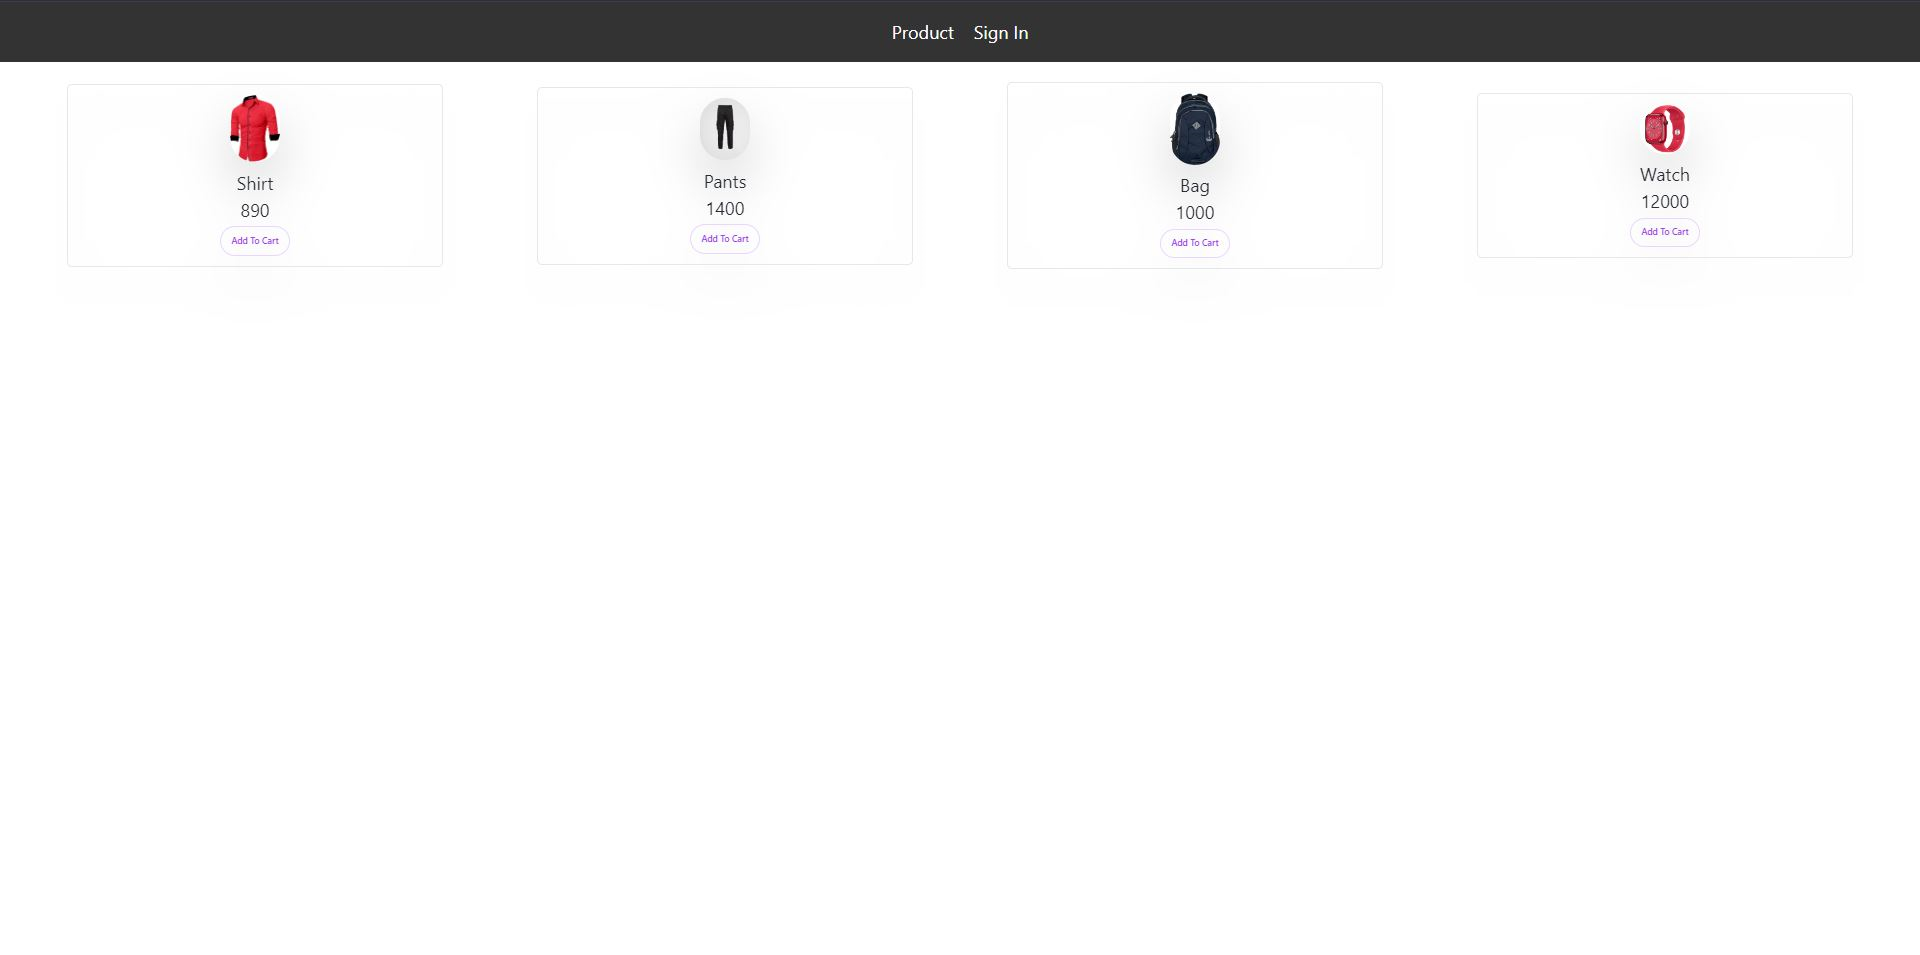 Product Sign In
Shirt
890
Add To Cart
Pants
1400
Add To Cart
Bag
1000
Add To Cart
Watch
12000
Add To Cart